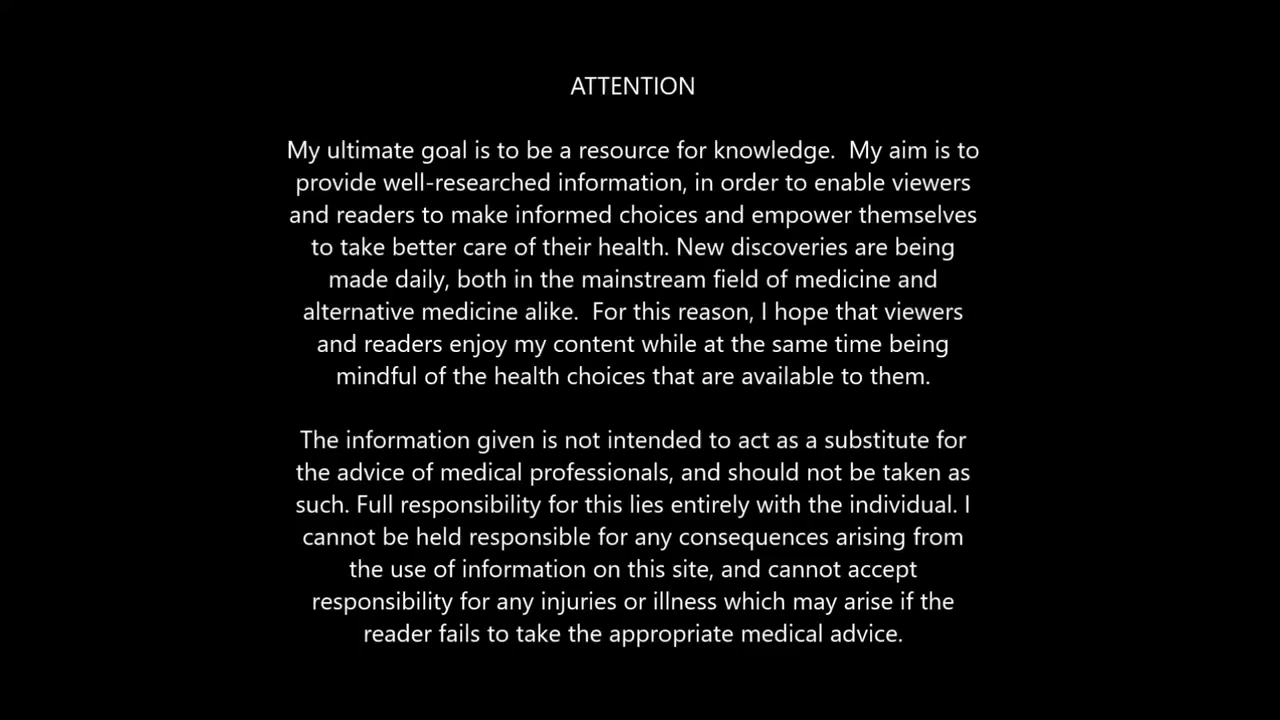 ATTENTION
My ultimate goal is to be a resource for knowledge.  My aim is to
provide well-researched information, in order to enable viewers
and readers to make informed choices and empower themselves
to take better care of their health. New discoveries are being
made daily, both in the mainstream field of medicine and
alternative medicine alike.  For this reason, I hope that viewers
and readers enjoy my content while at the same time being
mindful of the health choices that are available to them.
The information given is not intended to act as a substitute for
the advice of medical professionals, and should not be taken as
such. Full responsibility for this lies entirely with the individual. I
cannot be held responsible for any consequences arising from
the use of information on this site, and cannot accept
responsibility for any injuries or illness which may arise if the
reader fails to take the appropriate medical advice.